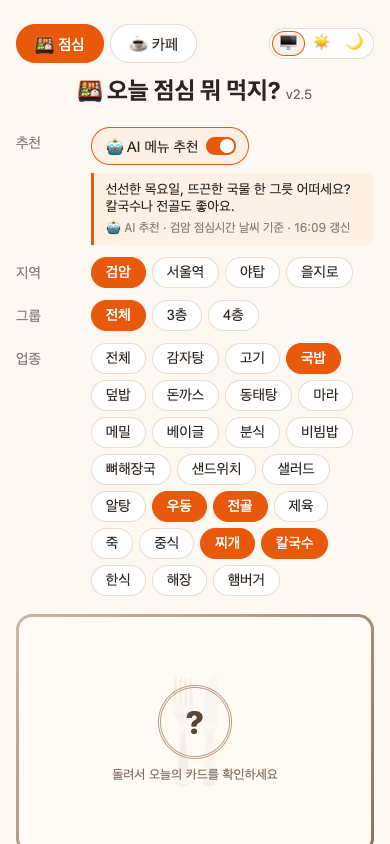 점심 카페
오늘 점심 뭐 먹지? v2.5
추천 AI 메뉴 추천
선선한 목요일, 뜨끈한 국물 한 그릇 어떠세요?
칼국수나 전골도 좋아요.
AI 추천 · 검암 점심시간 날씨 기준 · 16:09 갱신
지역 검암 서울역 야탑 을지로
그룹 전체 3층 4층
업종 전체 감자탕 고기 국밥
덮밥 돈까스 동태탕 마라
메밀 베이글 분식 비빔밥
뼈해장국 샌드위치 샐러드
알탕 우동 전골 제육
죽 중식 찌개 칼국수
한식 해장 햄버거
?
돌려서 오늘의 카드를 확인하세요